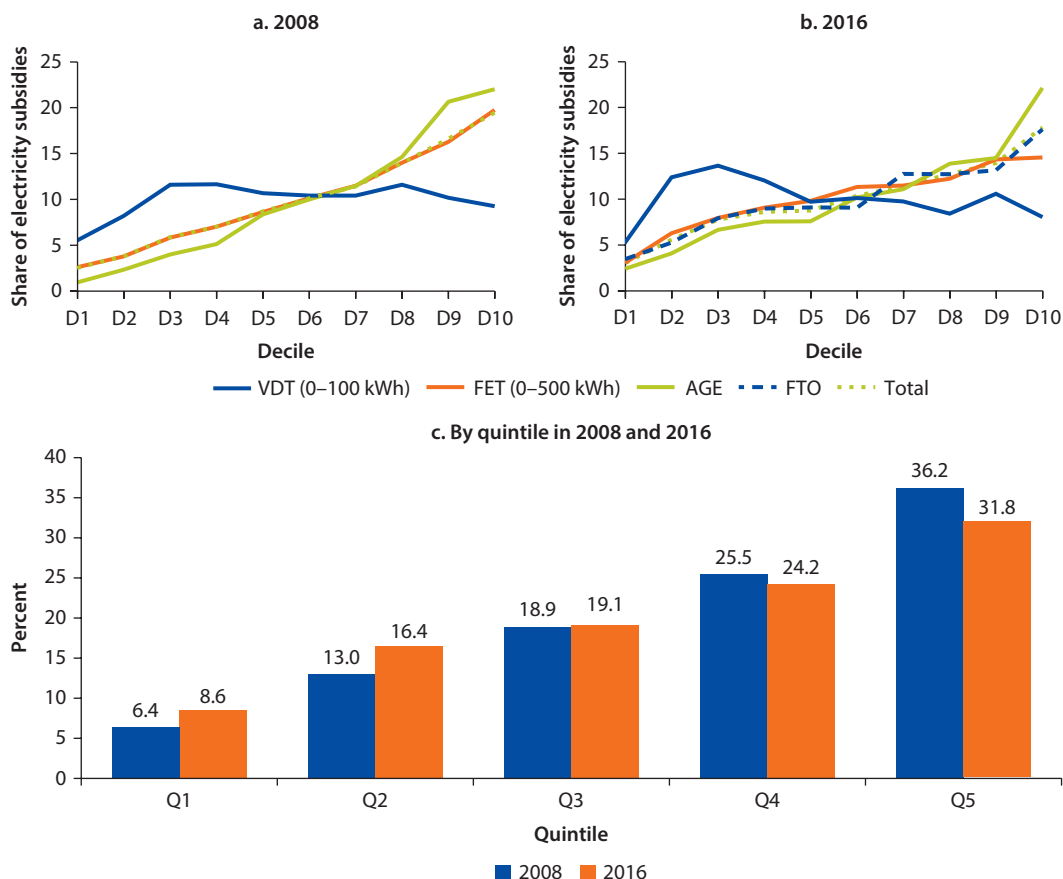 a. 2008
Share of electricity subsidies
25
20
15
10
5
0
D1 D2 D3 D4 D5 D6 D7 D8 D9 D10
Decile
b. 2016
Share of electricity subsidies
25
20
15
10
5
0
D1 D2 D3 D4 D5 D6 D7 D8 D9 D10
Decile
VDT (0–100 kWh) FET (0–500 kWh) AGE FTO Total
c. By quintile in 2008 and 2016
Percent
40
35
30
25
20
15
10
5
0
6.4 8.6
13.0 16.4
18.9 19.1
25.5 24.2
36.2 31.8
Q1 Q2 Q3 Q4 Q5
Quintile
2008 2016